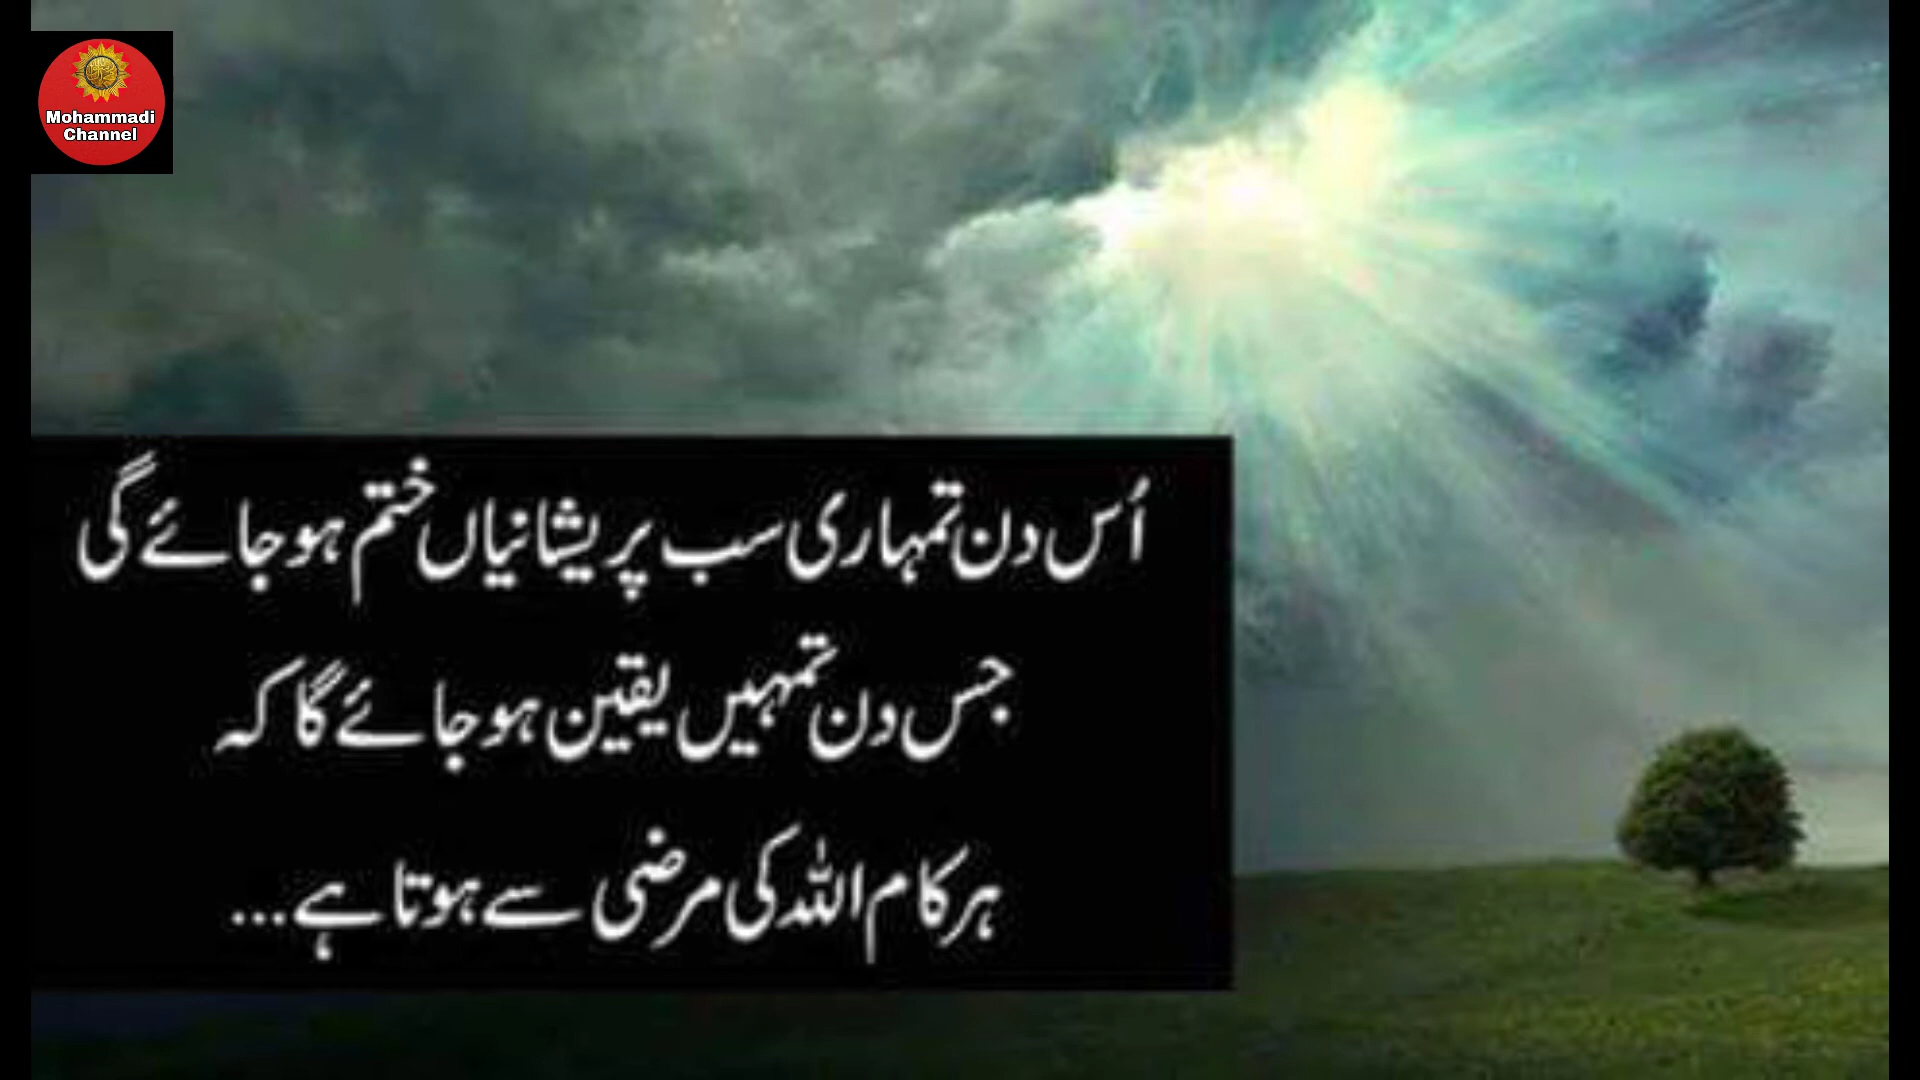 Mohammadi
Channel
اُس دن تمہاری سب پریشانیاں ختم ہو جائے گی
جس دن تمہیں یقین ہو جائے گا کہ
ہر کام اللہ کی مرضی سے ہوتا ہے...